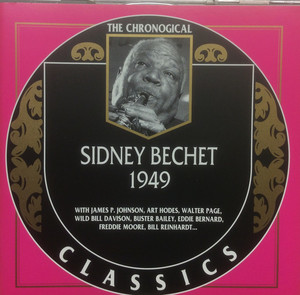 THE CHRONOGICAL
SIDNEY BECHET
1949
WITH JAMES P. JOHNSON, ART HODES, WALTER PAGE,
WILD BILL DAVISON, BUSTER BAILEY, EDDIE BERNARD,
FREDDIE MOORE, BILL REINHARDT...
CLASSICS